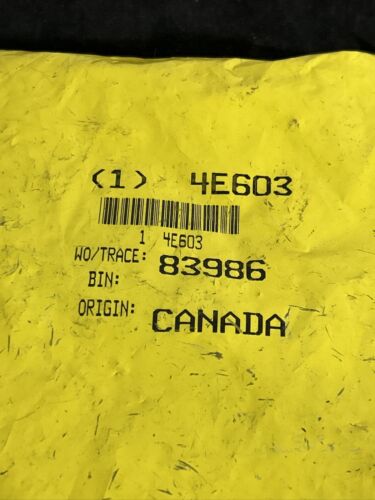 (1) 4E603
1 4E603
WO/TRACE: 83986
BIN:
ORIGIN: CANADA